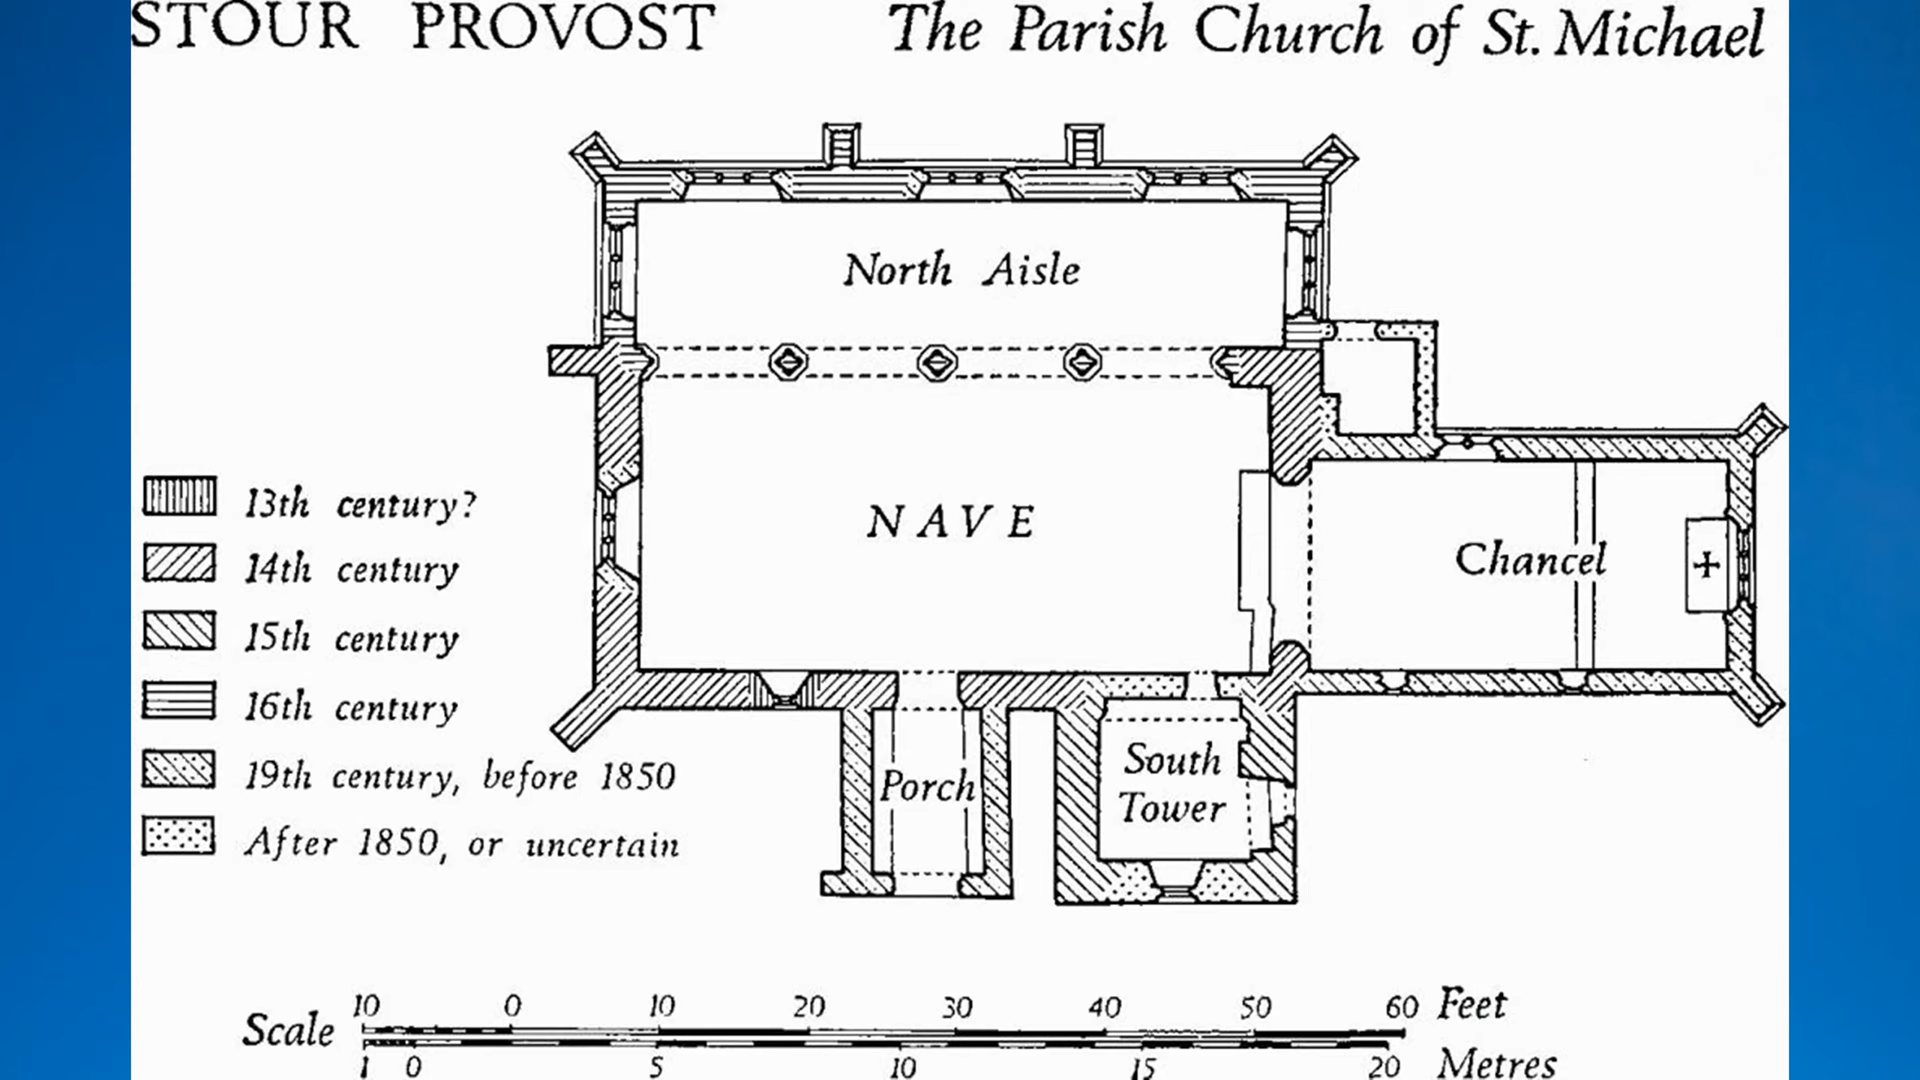 STOUR PROVOST The Parish Church of St. Michael
North Aisle
NAVE
Chancel
South
Tower
Porch
13th century?
14th century
15th century
16th century
19th century, before 1850
After 1850, or uncertain
10 0 10 20 30 40 50 60 Feet
Scale
1 0 5 10 15 20 Metres